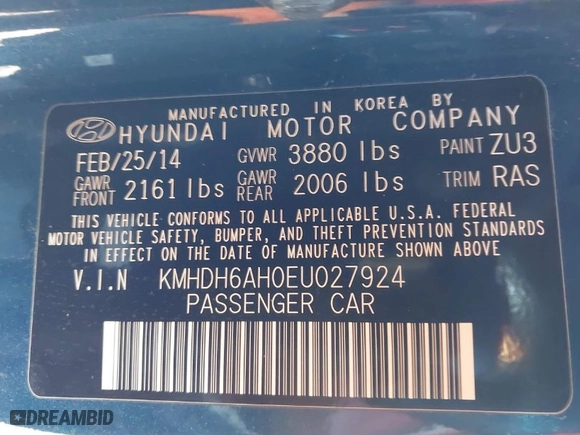 MANUFACTURED IN KOREA BY
HYUNDAI MOTOR COMPANY
FEB/25/14 GVWR 3880 lbs PAINT ZU3
GAWR FRONT 2161 lbs GAWR REAR 2006 lbs TRIM RAS
THIS VEHICLE CONFORMS TO ALL APPLICABLE U.S.A. FEDERAL
MOTOR VEHICLE SAFETY, BUMPER, AND THEFT PREVENTION STANDARDS
IN EFFECT ON THE DATE OF MANUFACTURE SHOWN ABOVE
V.I.N KMHDH6AH0EU027924
PASSENGER CAR
DREAMBID